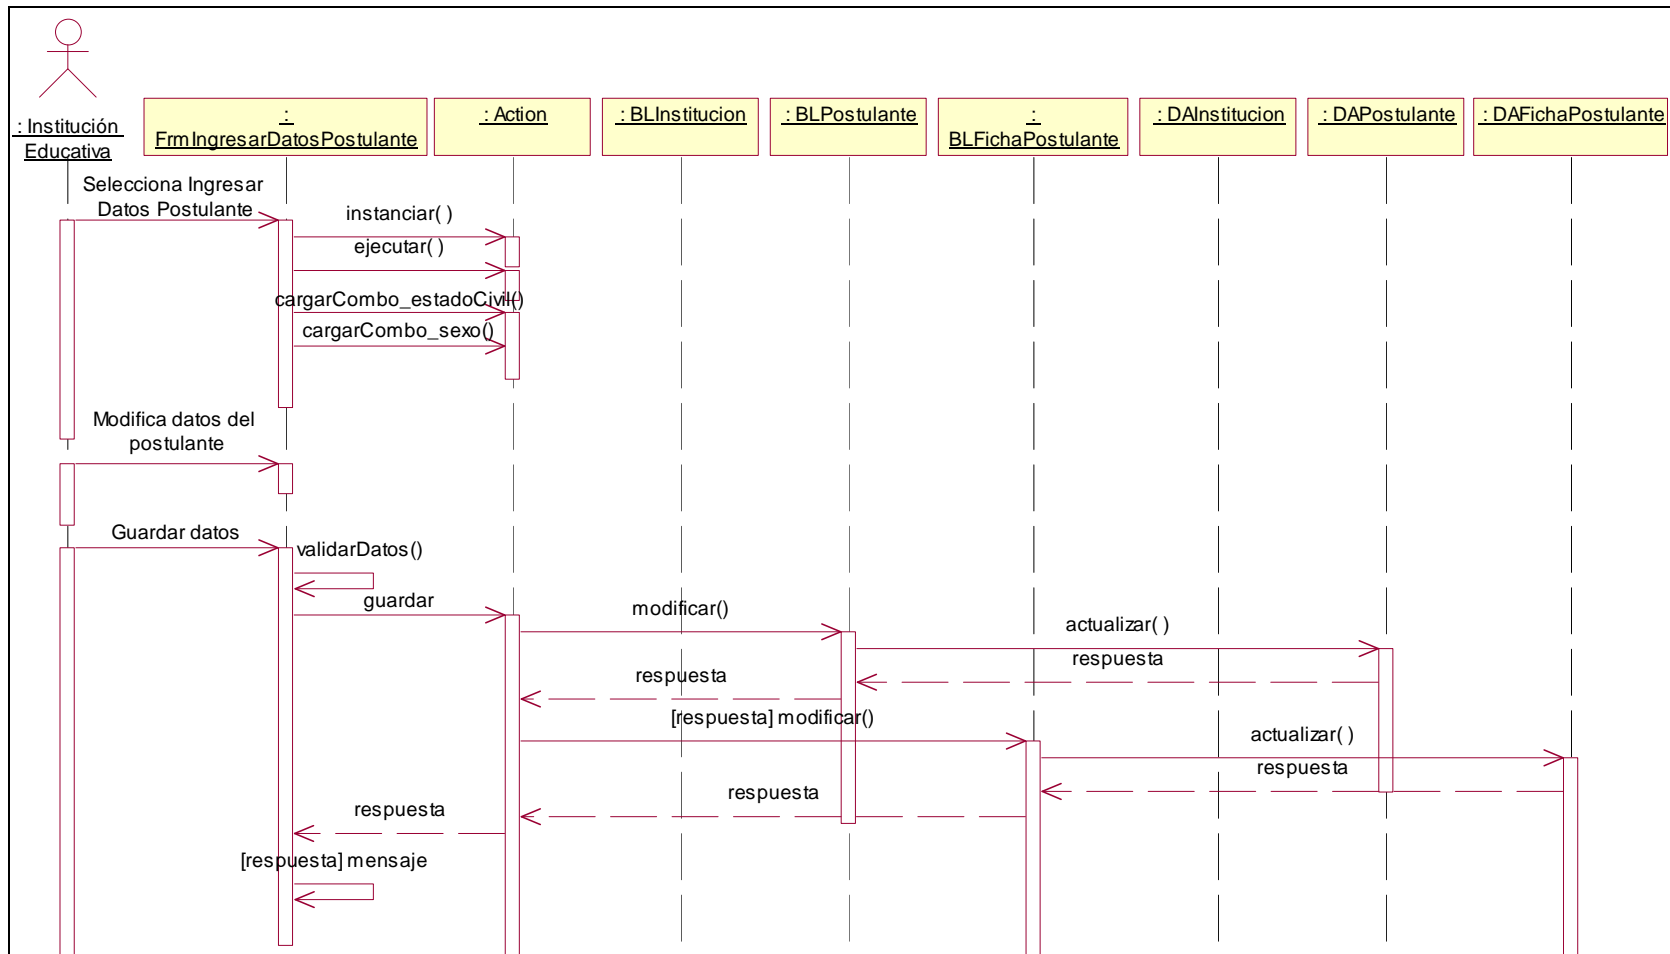 : Institución
Educativa
:
FrmIngresarDatosPostulante
: Action
: BLInstitucion
: BLPostulante
:
BLFichaPostulante
: DAInstitucion
: DAPostulante
: DAFichaPostulante
Selecciona Ingresar
Datos Postulante
instanciar( )
ejecutar( )
cargarCombo_estadoCivil()
cargarCombo_sexo()
Modifica datos del
postulante
Guardar datos
validarDatos()
guardar
modificar()
actualizar( )
respuesta
respuesta
[respuesta] modificar()
actualizar( )
respuesta
respuesta
respuesta
[respuesta] mensaje